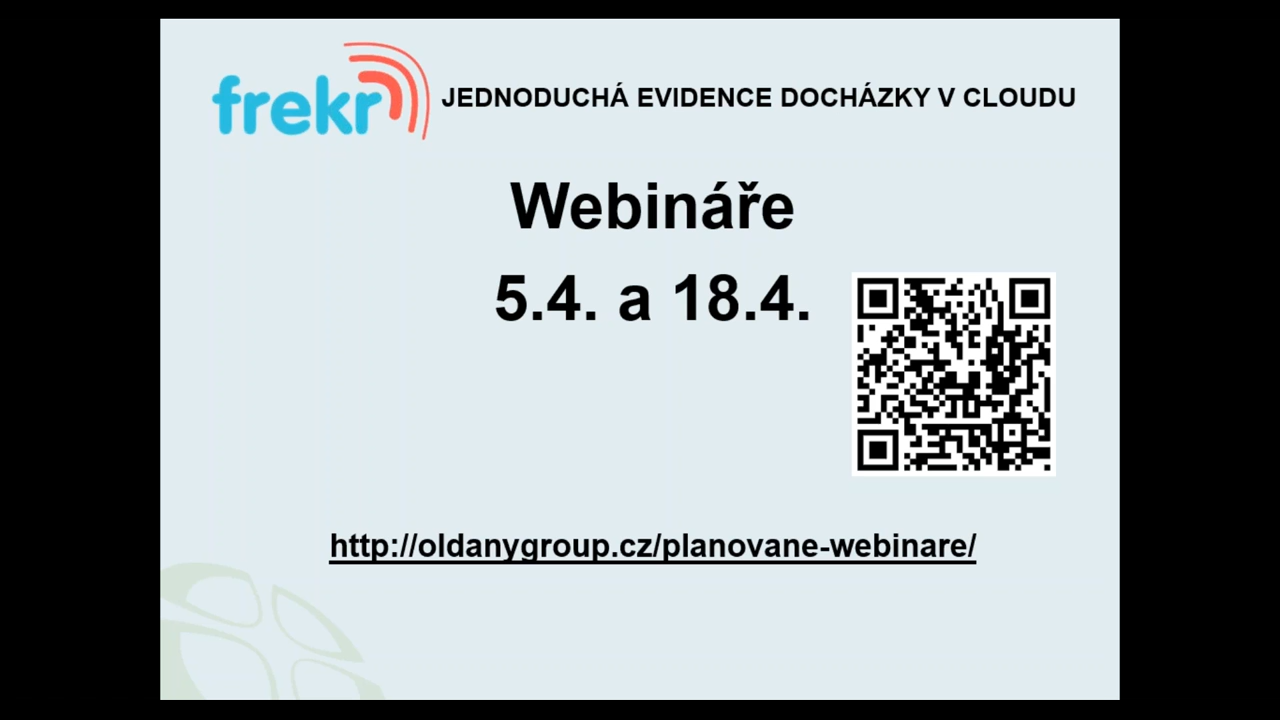 frekr JEDNODUCHÁ EVIDENCE DOCHÁZKY V CLOUDU
Webináře
5.4. a 18.4.
http://oldanygroup.cz/planovane-webinare/